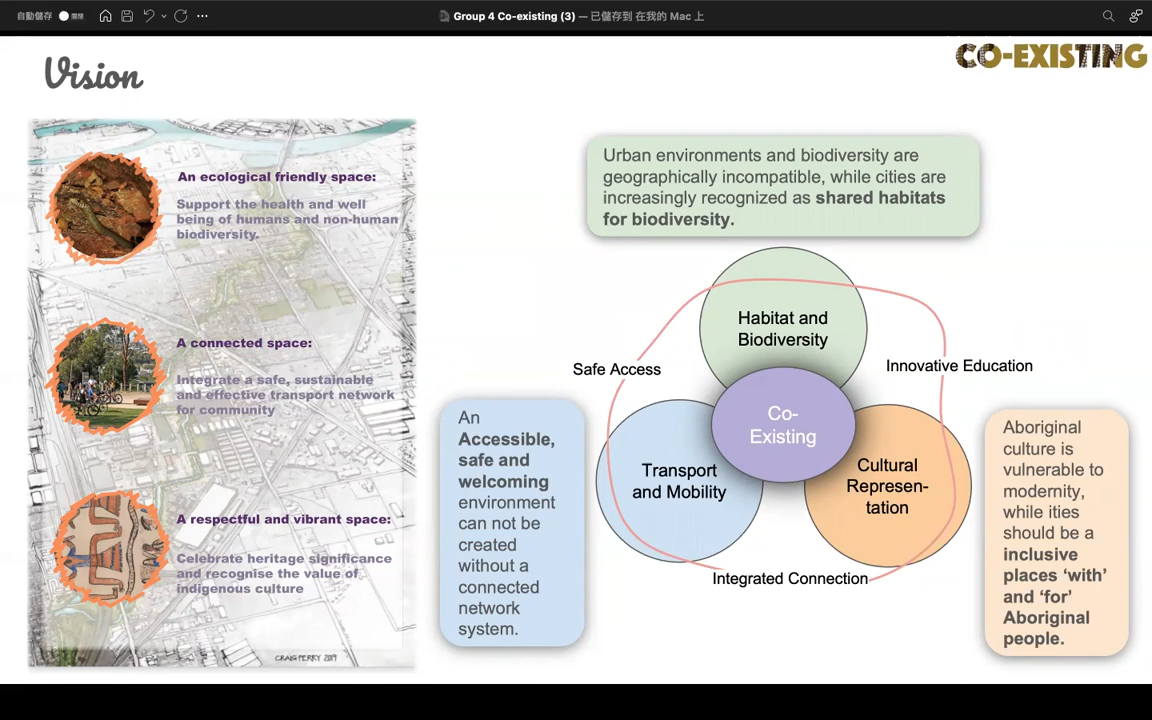 自動儲存
Group 4 Co-existing (3) — 已儲存到 在我的 Mac 上
Vision
CO-EXISTING
An ecological friendly space:
Support the health and well
being of humans and non-human
biodiversity.
A connected space:
Integrate a safe, sustainable
and effective transport network
for community
A respectful and vibrant space:
Celebrate heritage significance
and recognise the value of
indigenous culture
CRAIG PERRY 2019
Urban environments and biodiversity are
geographically incompatible, while cities are
increasingly recognized as shared habitats
for biodiversity.
Habitat and
Biodiversity
Safe Access
Innovative Education
Co-
Existing
Transport
and Mobility
Cultural
Represen-
tation
Integrated Connection
An
Accessible,
safe and
welcoming
environment
can not be
created
without a
connected
network
system.
Aboriginal
culture is
vulnerable to
modernity,
while ities
should be a
inclusive
places ‘with’
and ‘for’
Aboriginal
people.